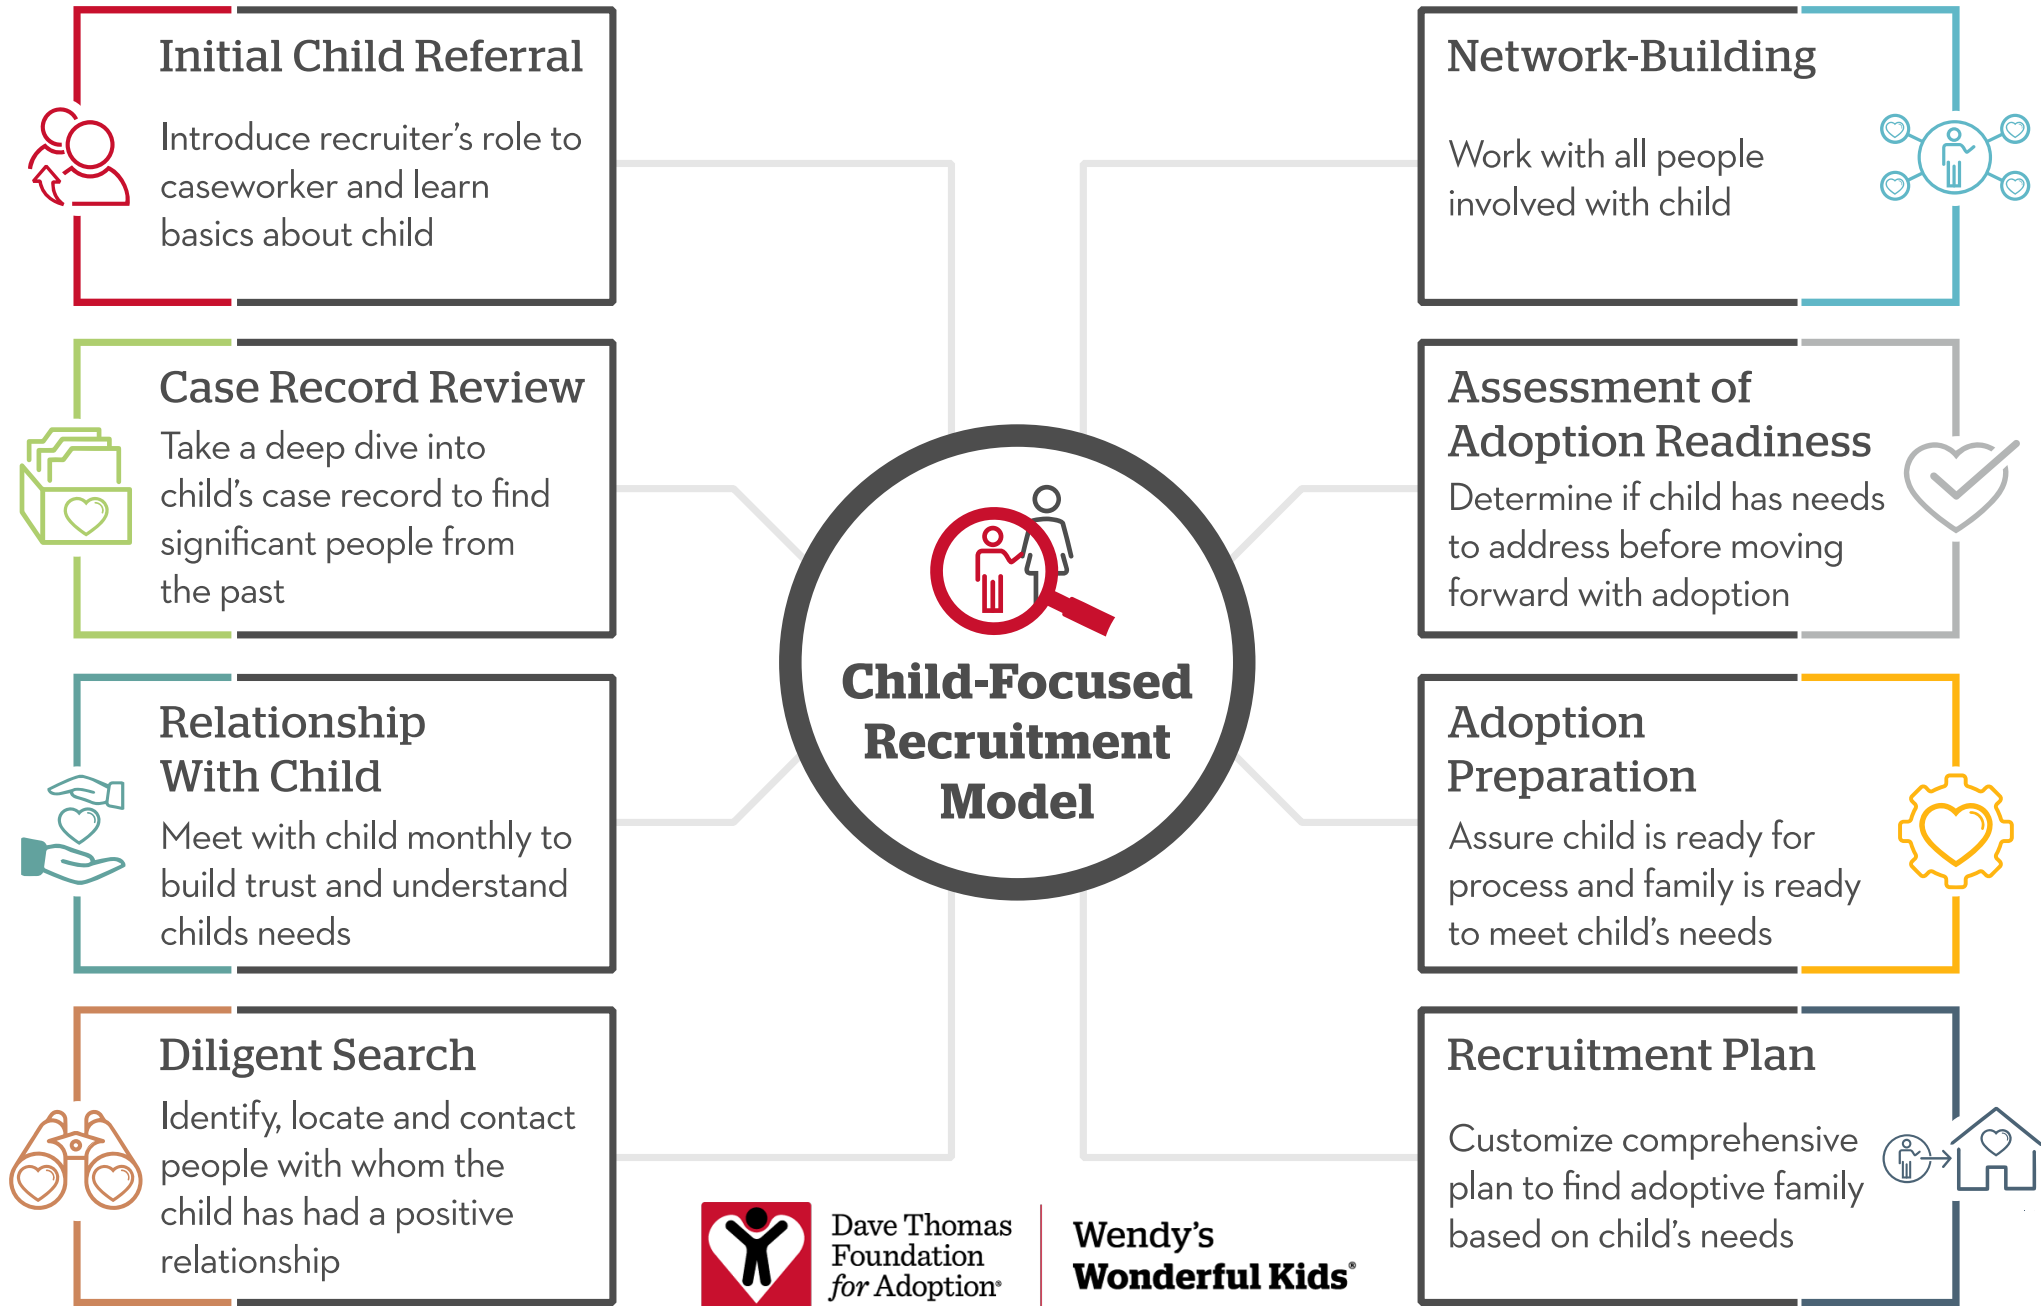 Initial Child Referral
Introduce recruiter's role to
caseworker and learn
basics about child
Case Record Review
Take a deep dive into
child's case record to find
significant people from
the past
Relationship
With Child
Meet with child monthly to
build trust and understand
childs needs
Diligent Search
Identify, locate and contact
people with whom the
child has had a positive
relationship
Child-Focused
Recruitment
Model
Network-Building
Work with all people
involved with child
Assessment of
Adoption Readiness
Determine if child has needs
to address before moving
forward with adoption
Adoption
Preparation
Assure child is ready for
process and family is ready
to meet child's needs
Recruitment Plan
Customize comprehensive
plan to find adoptive family
based on child's needs
Dave Thomas
Foundation
for Adoption®
Wendy's
Wonderful Kids®